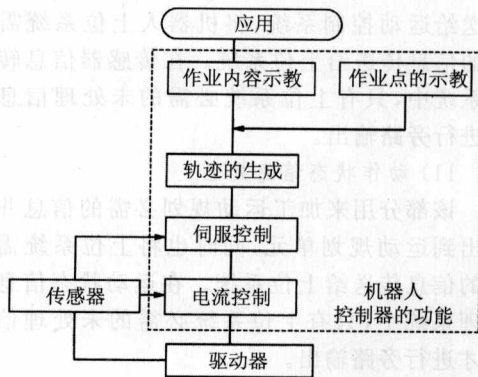 应用
作业内容示教
作业点的示教
轨迹的生成
伺服控制
传感器
电流控制
机器人
控制器的功能
驱动器